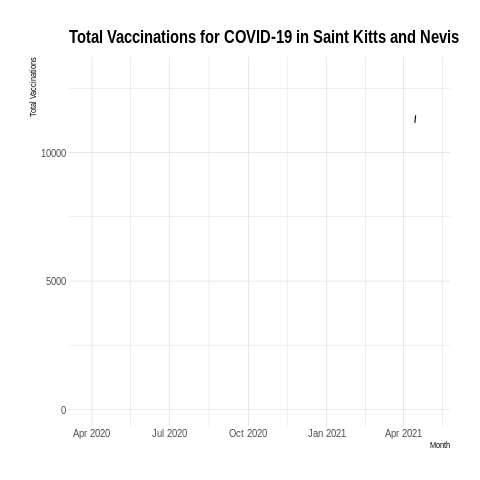 Total Vaccinations for COVID-19 in Saint Kitts and Nevis
Total Vaccinations
10000
5000
0
Apr 2020 Jul 2020 Oct 2020 Jan 2021 Apr 2021
Month